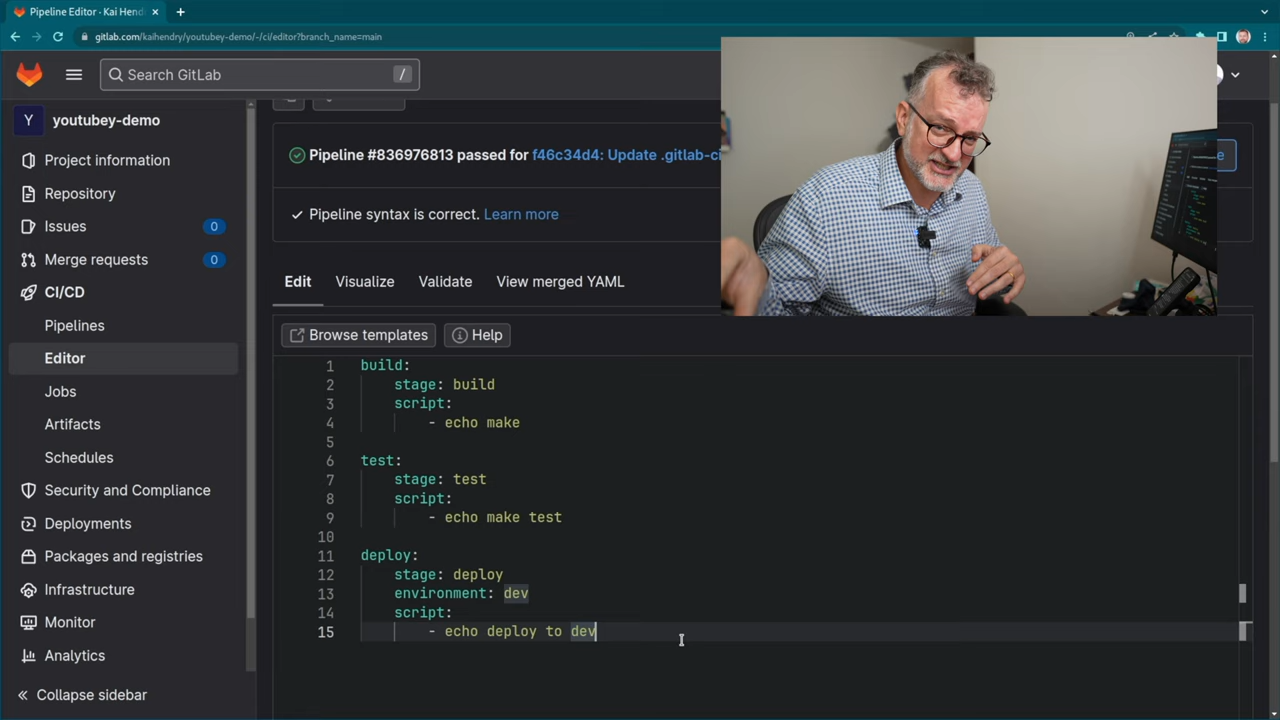 Pipeline Editor · Kai Hend
gitlab.com/kaihendry/youtubey-demo/-/ci/editor?branch_name=main
Search GitLab /
Y youtubey-demo
Project information
Repository
Issues 0
Merge requests 0
CI/CD
Pipelines
Editor
Jobs
Artifacts
Schedules
Security and Compliance
Deployments
Packages and registries
Infrastructure
Monitor
Analytics
Collapse sidebar
Pipeline #836976813 passed for f46c34d4: Update .gitlab-ci
Pipeline syntax is correct. Learn more
Edit Visualize Validate View merged YAML
Browse templates Help
1 build:
2 stage: build
3 script:
4 - echo make
5
6 test:
7 stage: test
8 script:
9 - echo make test
10
11 deploy:
12 stage: deploy
13 environment: dev
14 script:
15 - echo deploy to dev